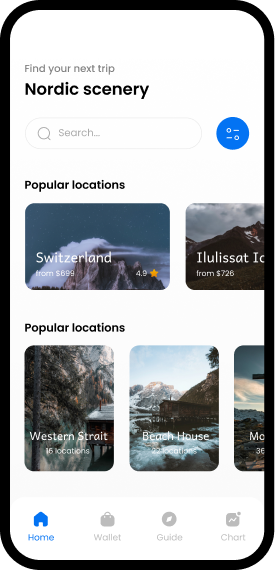 Find your next trip
Nordic scenery
Search...
Popular locations
Switzerland
from $699
4.9
Ilulissat Ic
from $726
Popular locations
Western Strait
16 locations
Beach House
22 locations
Mo
36
Home
Wallet
Guide
Chart